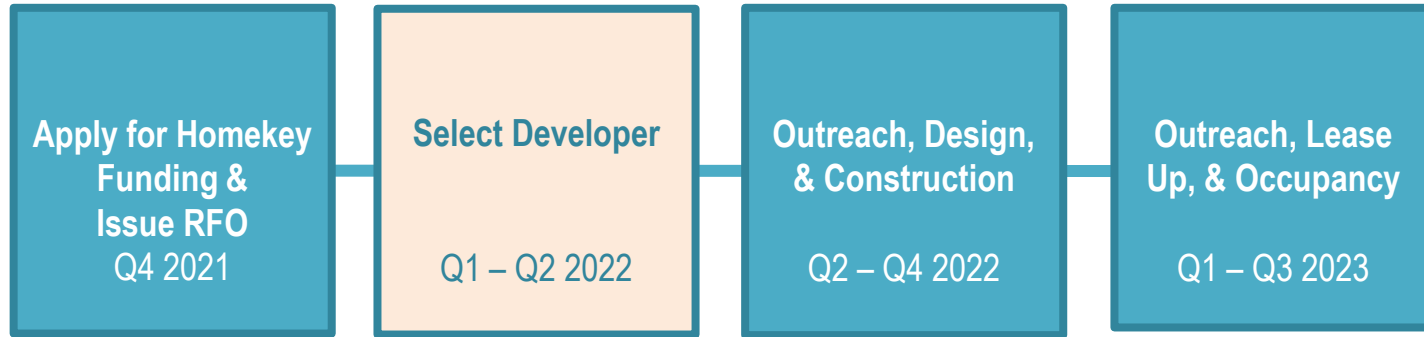 Apply for Homekey
Funding &
Issue RFO
Q4 2021
Select Developer
Q1 – Q2 2022
Outreach, Design,
& Construction
Q2 – Q4 2022
Outreach, Lease
Up, & Occupancy
Q1 – Q3 2023